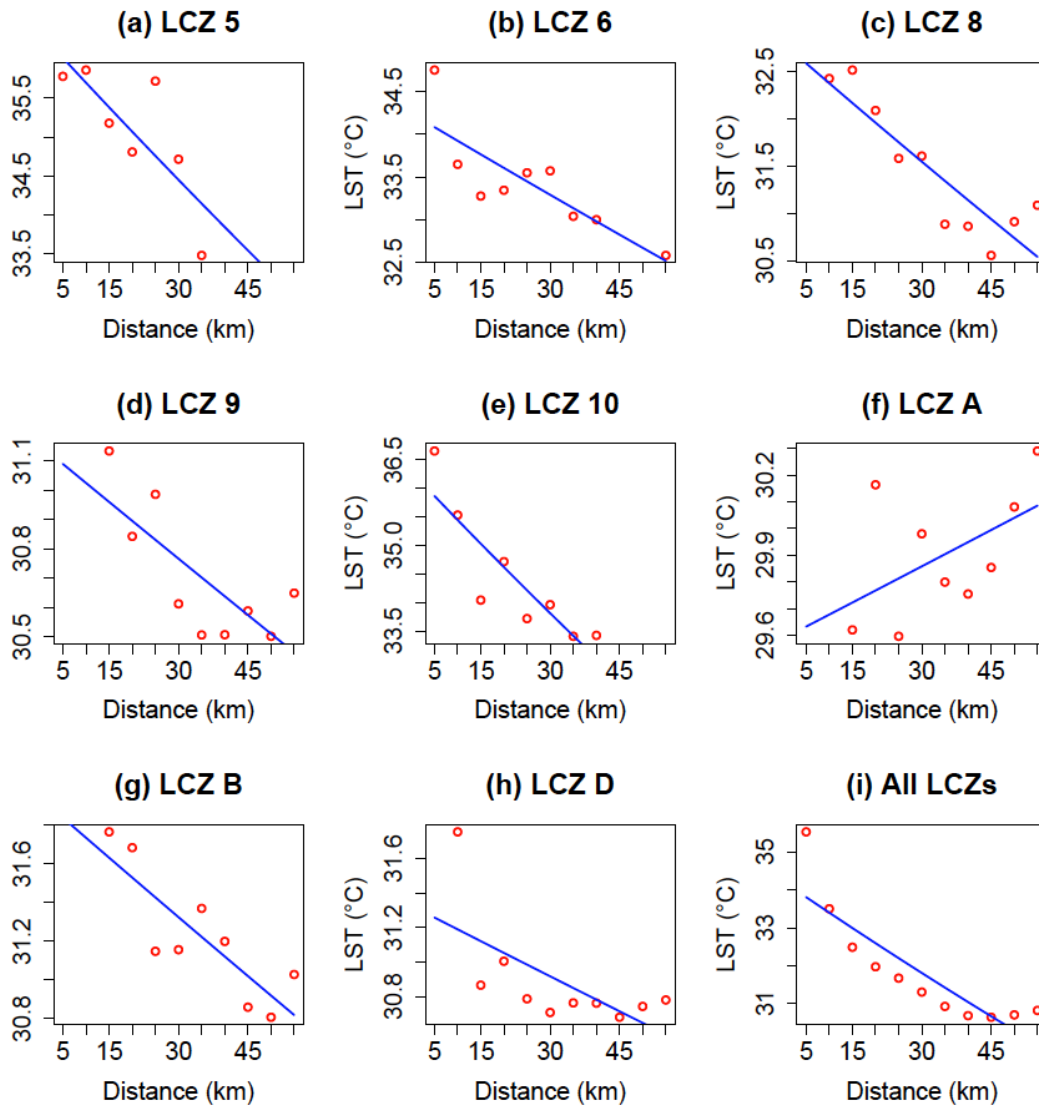 (a) LCZ 5
(b) LCZ 6
(c) LCZ 8
33.5 34.5 35.5
LST (°C)
32.5 33.5 34.5
LST (°C)
30.5 31.5 32.5
5 15 30 45
5 15 30 45
5 15 30 45
Distance (km)
Distance (km)
Distance (km)
(d) LCZ 9
(e) LCZ 10
(f) LCZ A
30.5 30.8 31.1
LST (°C)
33.5 35.0 36.5
LST (°C)
29.6 29.9 30.2
5 15 30 45
5 15 30 45
5 15 30 45
Distance (km)
Distance (km)
Distance (km)
(g) LCZ B
(h) LCZ D
(i) All LCZs
30.8 31.2 31.6
LST (°C)
30.8 31.2 31.6
LST (°C)
31 33 35
5 15 30 45
5 15 30 45
5 15 30 45
Distance (km)
Distance (km)
Distance (km)